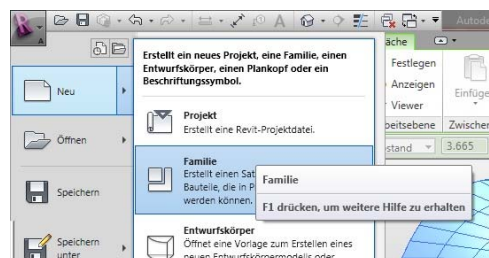 Autode
A
Erstellt ein neues Projekt, eine Familie, einen
Entwurfskörper, einen Plankopf oder ein
Beschriftungssymbol.
äche
Festlegen
Anzeigen
Viewer
Einfüge
beitsebene
Zwischer
stand
3.665
Neu
Öffnen
Speichern
Speichern
unter
Projekt
Erstellt eine Revit-Projektdatei.
Familie
Erstellt einen Sat
Bauteile, die in P
werden können.
Familie
F1 drücken, um weitere Hilfe zu erhalten
Entwurfskörper
Öffnet eine Vorlage zum Erstellen eines
neuen Entwurfskörpermodells oder